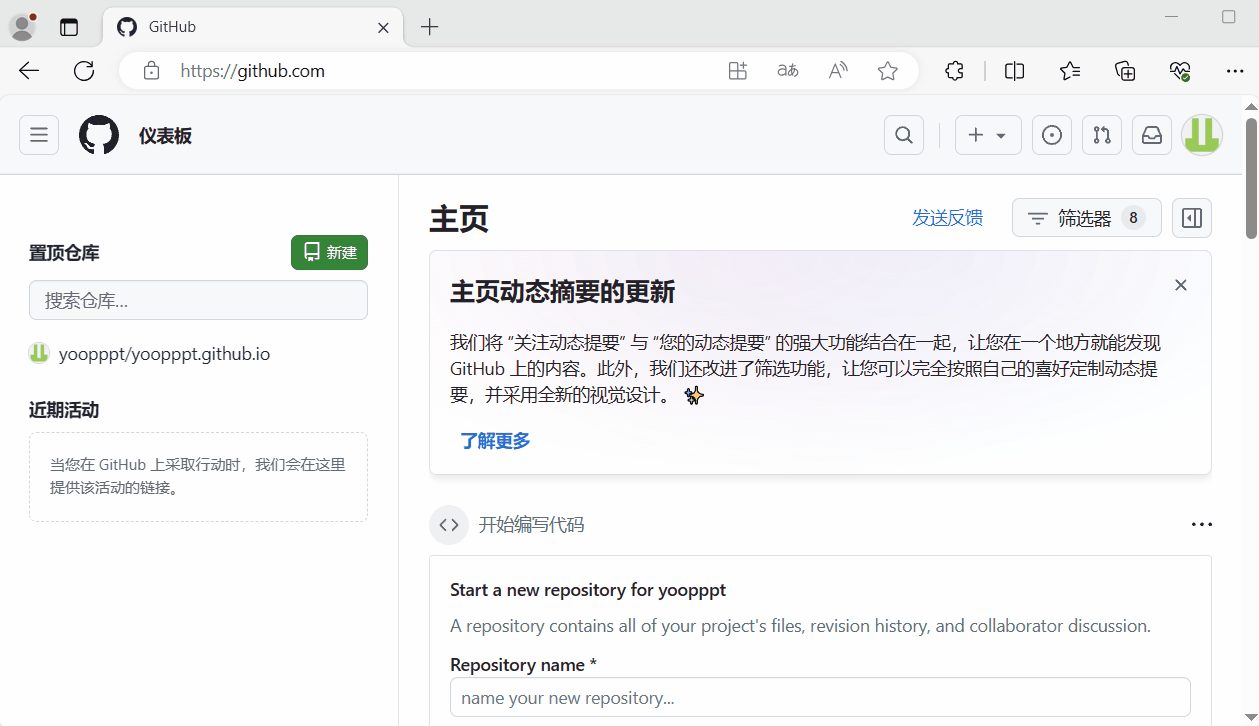 GitHub
https://github.com
aあ
A
仪表板
置顶仓库
新建
搜索仓库...
yoopppt/yoopppt.github.io
近期活动
当您在 GitHub 上采取行动时，我们会在这里
提供该活动的链接。
主页
发送反馈
筛选器 8
主页动态摘要的更新
我们将 “关注动态提要” 与 “您的动态提要” 的强大功能结合在一起，让您在一个地方就能发现
GitHub 上的内容。此外，我们还改进了筛选功能，让您可以完全按照自己的喜好定制动态提
要，并采用全新的视觉设计。 ✨
了解更多
开始编写代码
Start a new repository for yoopppt
A repository contains all of your project's files, revision history, and collaborator discussion.
Repository name *
name your new repository...